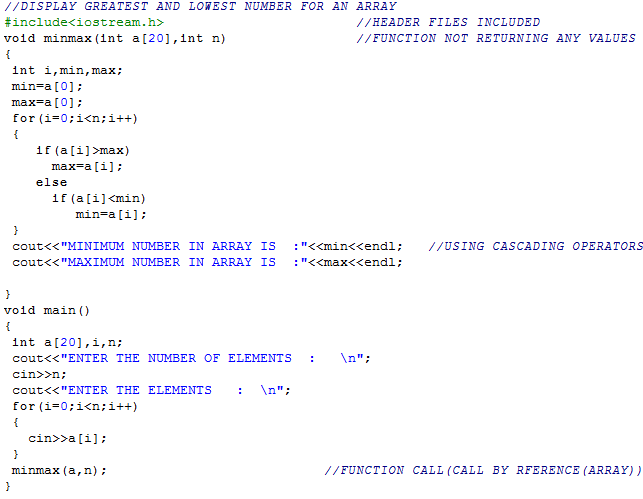 //DISPLAY GREATEST AND LOWEST NUMBER FOR AN ARRAY
#include<iostream.h> //HEADER FILES INCLUDED
void minmax(int a[20],int n) //FUNCTION NOT RETURNING ANY VALUES
{
int i,min,max;
min=a[0];
max=a[0];
for(i=0;i<n;i++)
{
if(a[i]>max)
max=a[i];
else
if(a[i]<min)
min=a[i];
}
cout<<"MINIMUM NUMBER IN ARRAY IS :"<<min<<endl; //USING CASCADING OPERATORS
cout<<"MAXIMUM NUMBER IN ARRAY IS :"<<max<<endl;
}
void main()
{
int a[20],i,n;
cout<<"ENTER THE NUMBER OF ELEMENTS : \n";
cin>>n;
cout<<"ENTER THE ELEMENTS : \n";
for(i=0;i<n;i++)
{
cin>>a[i];
}
minmax(a,n); //FUNCTION CALL(CALL BY RFERENCE(ARRAY))
}